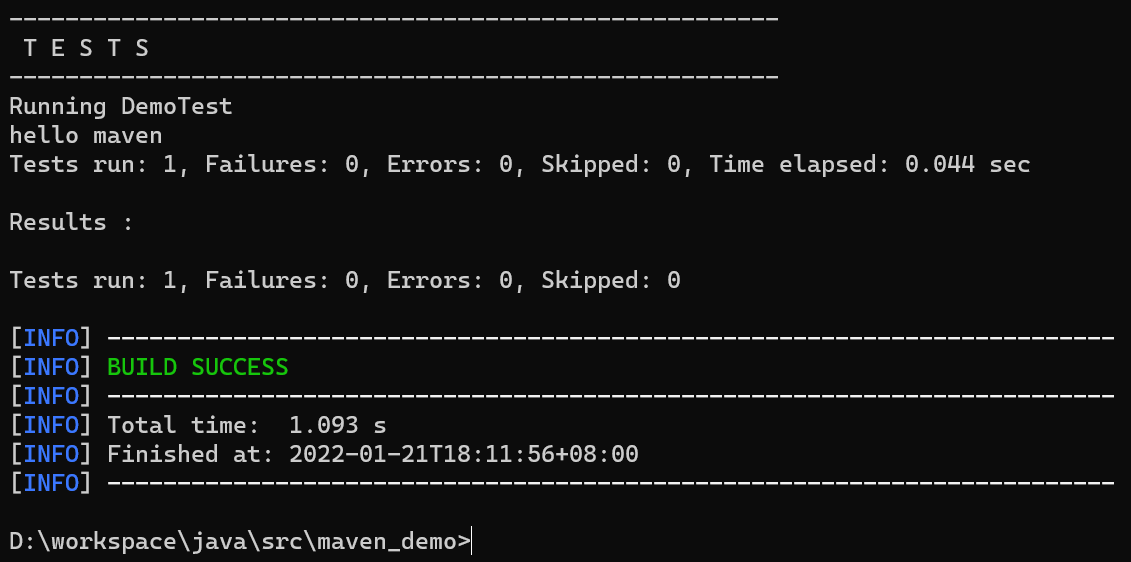 -------------------------------------------------------
 T E S T S
-------------------------------------------------------
Running DemoTest
hello maven
Tests run: 1, Failures: 0, Errors: 0, Skipped: 0, Time elapsed: 0.044 sec

Results :

Tests run: 1, Failures: 0, Errors: 0, Skipped: 0

[INFO] ------------------------------------------------------------------------
[INFO] BUILD SUCCESS
[INFO] ------------------------------------------------------------------------
[INFO] Total time:  1.093 s
[INFO] Finished at: 2022-01-21T18:11:56+08:00
[INFO] ------------------------------------------------------------------------

D:\workspace\java\src\maven_demo>